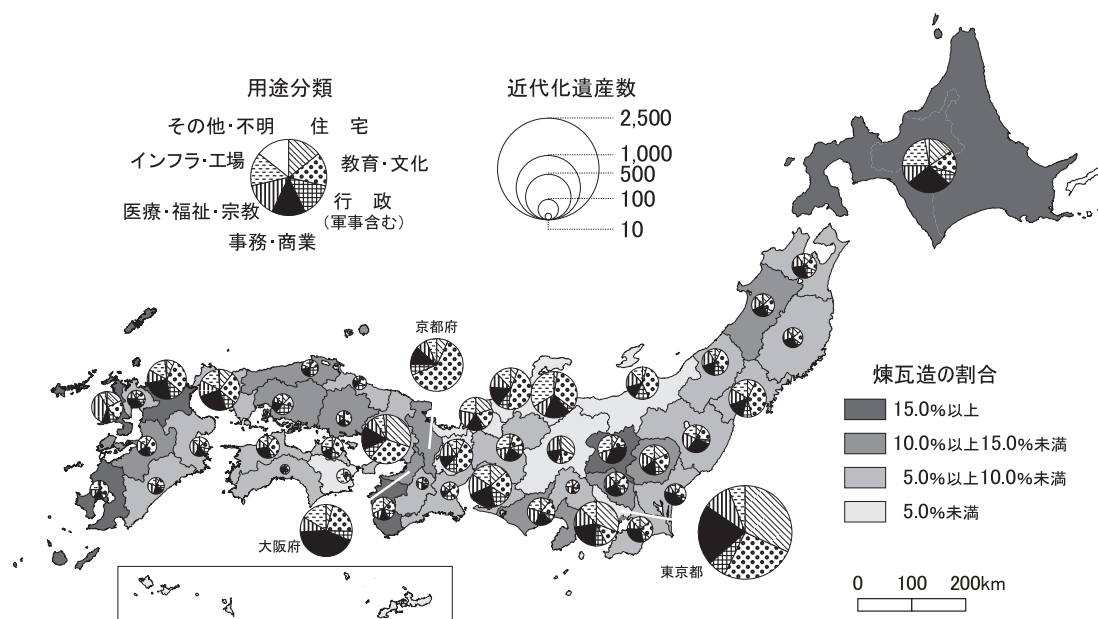 用途分類
その他・不明
住　宅
インフラ・工場
教育・文化
医療・福祉・宗教
行　政
(軍事含む)
事務・商業
近代化遺産数
2,500
1,000
500
100
10
京都府
大阪府
東京都
煉瓦造の割合
15.0%以上
10.0%以上15.0%未満
5.0%以上10.0%未満
5.0%未満
0 100 200km